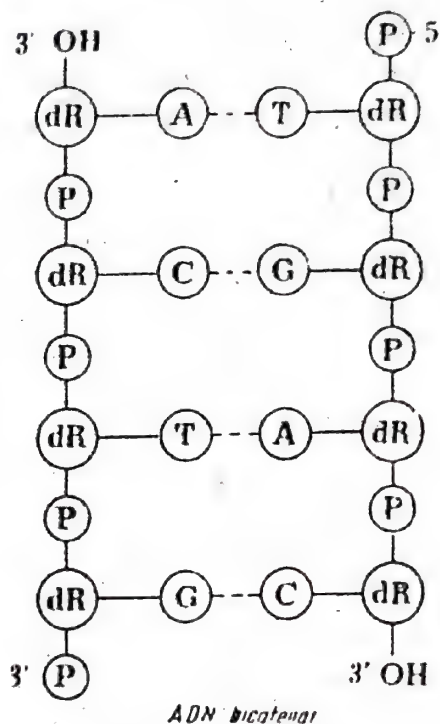 3' OH P 5
dR A T dR
P P
dR C G dR
P P
dR T A dR
P P
dR G C dR
3' P 3' OH
ADN bicatenar